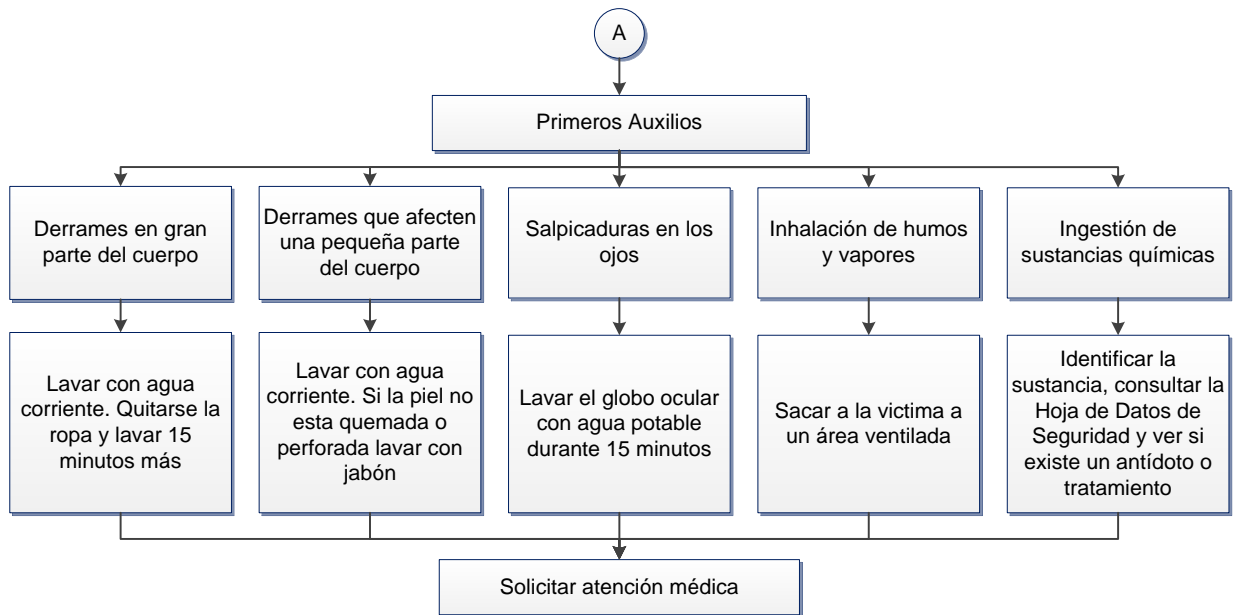 A
Primeros Auxilios
Derrames en gran
parte del cuerpo
Derrames que afecten
una pequeña parte
del cuerpo
Salpicaduras en los
ojos
Inhalación de humos
y vapores
Ingestión de
sustancias químicas
Lavar con agua
corriente. Quitarse la
ropa y lavar 15
minutos más
Lavar con agua
corriente. Si la piel no
esta quemada o
perforada lavar con
jabón
Lavar el globo ocular
con agua potable
durante 15 minutos
Sacar a la victima a
un área ventilada
Identificar la
sustancia, consultar la
Hoja de Datos de
Seguridad y ver si
existe un antídoto o
tratamiento
Solicitar atención médica